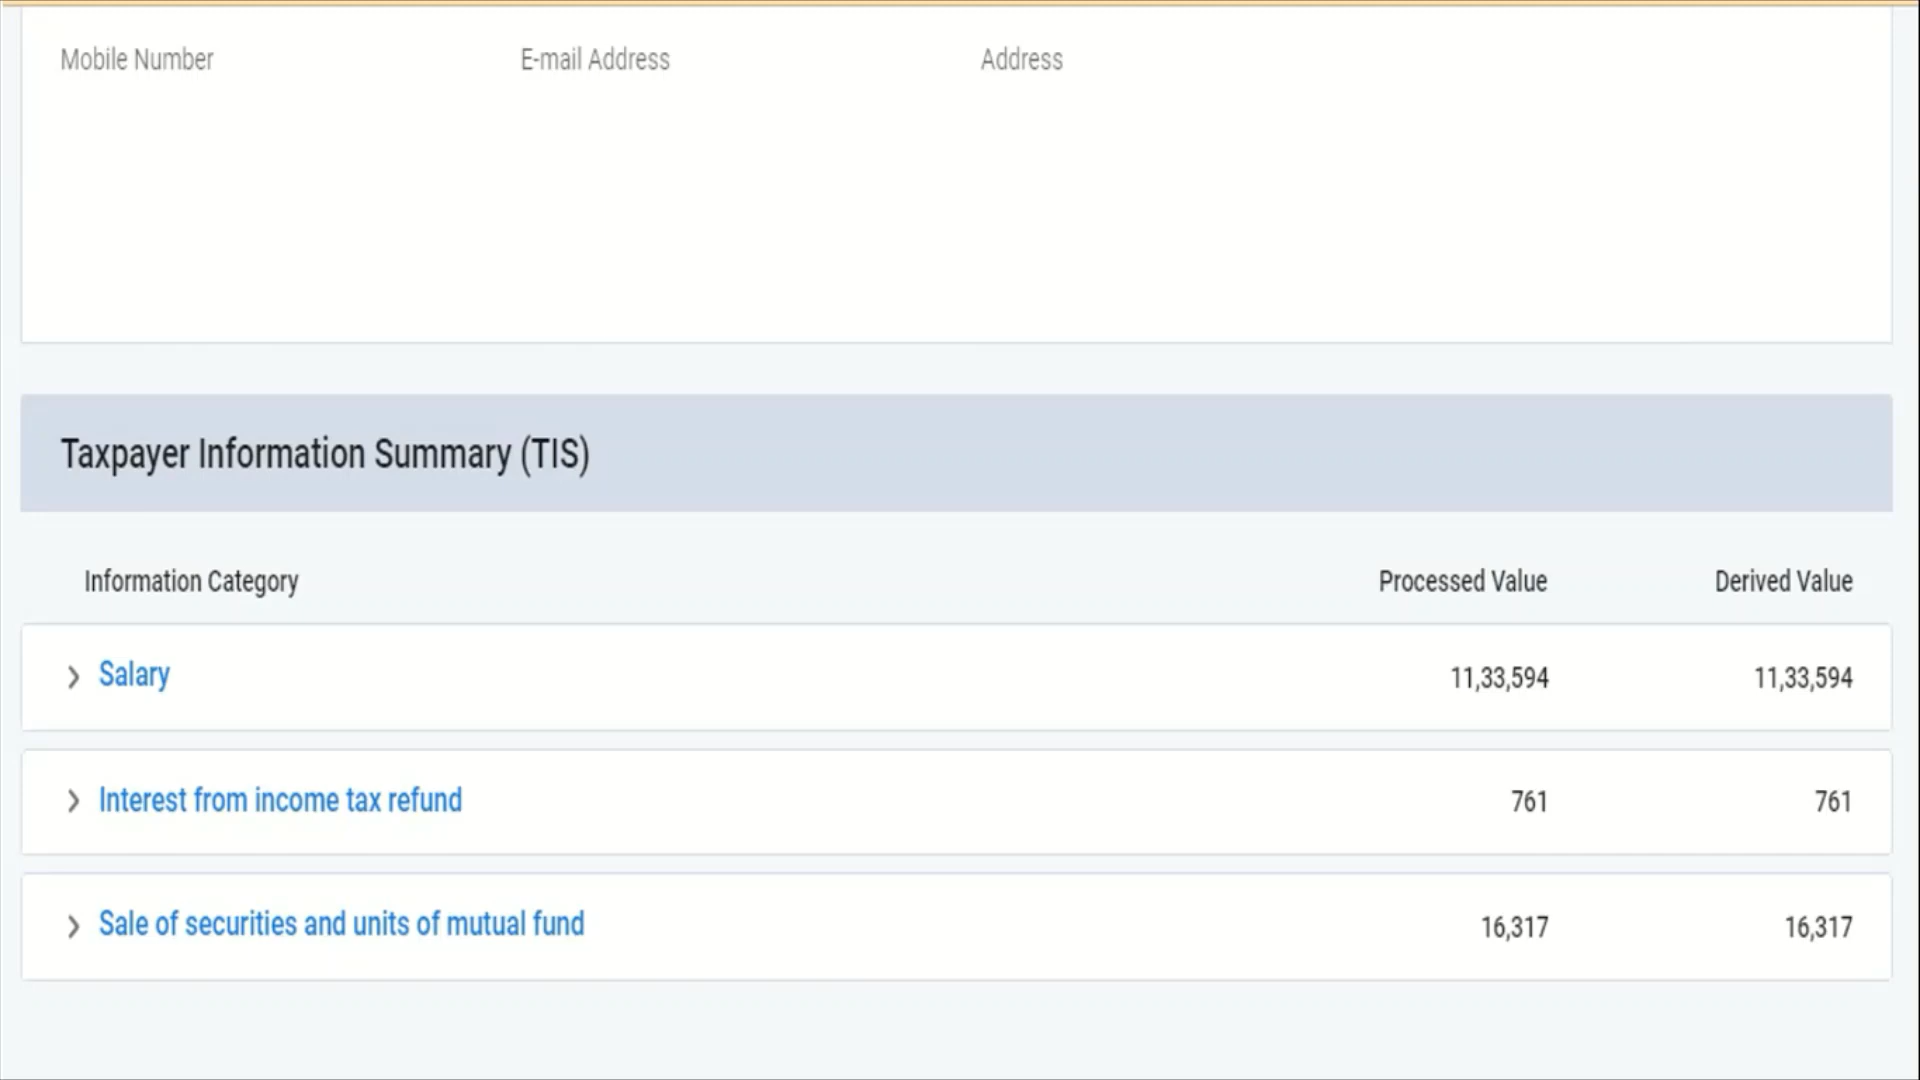 Mobile Number E-mail Address Address
Taxpayer Information Summary (TIS)
Information Category Processed Value Derived Value
Salary 11,33,594 11,33,594
Interest from income tax refund 761 761
Sale of securities and units of mutual fund 16,317 16,317